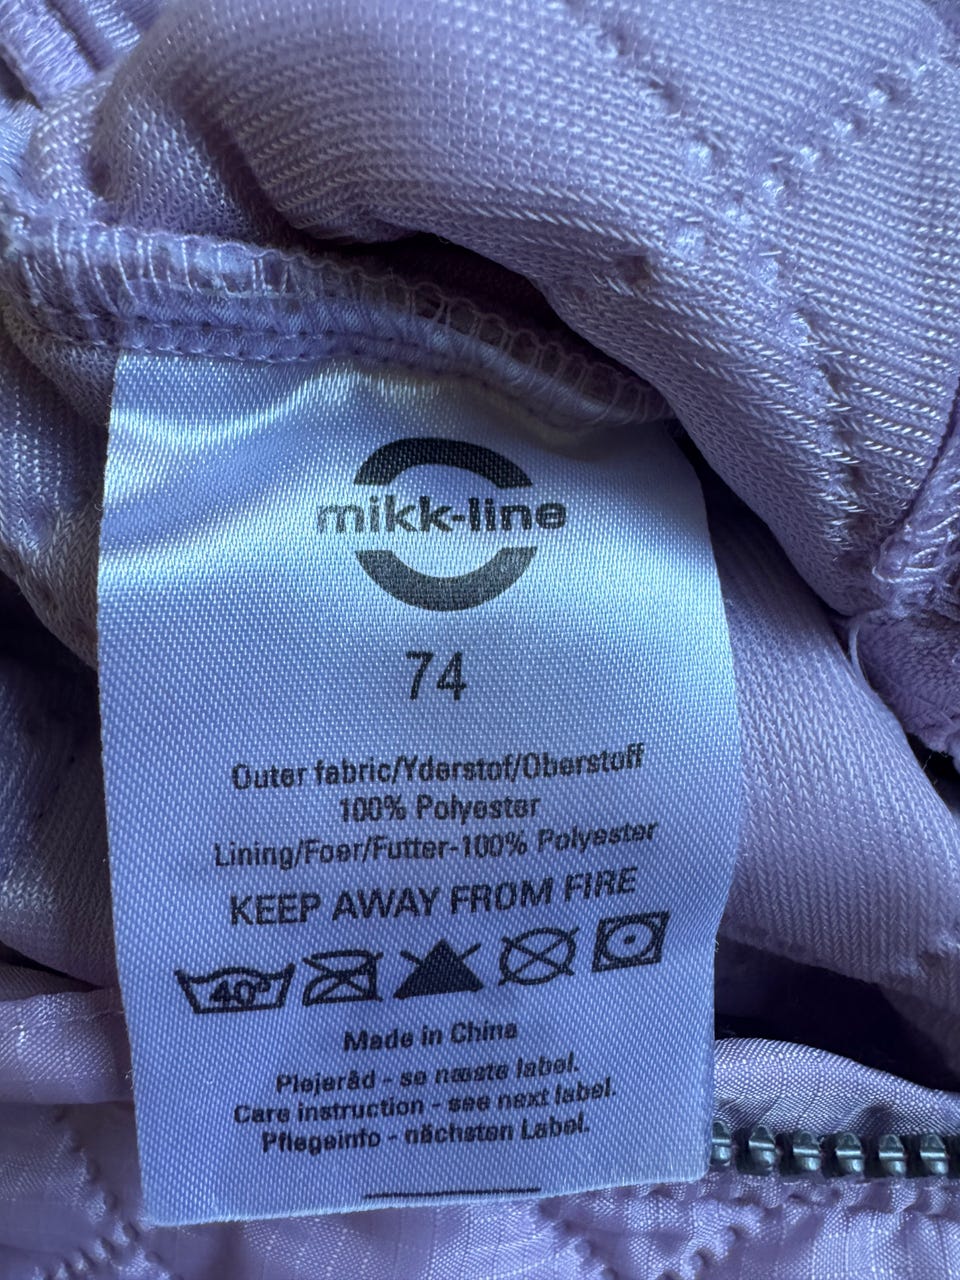 mikk-line
74
Outer fabric/Yderstof/Oberstoff
100% Polyester
Lining/Foer/Futter-100% Polyester
KEEP AWAY FROM FIRE
40°
Made in China
Plejeråd - se næste label.
Care instruction - see next label.
Pflegeinfo - nächsten Label.